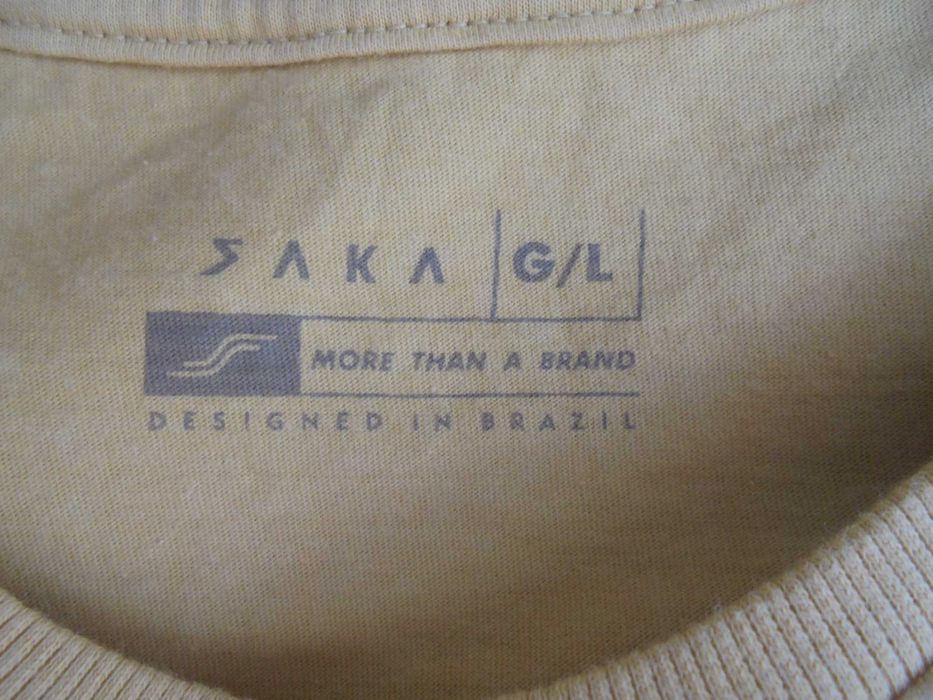 SAKA G/L
MORE THAN A BRAND
DESIGNED IN BRAZIL